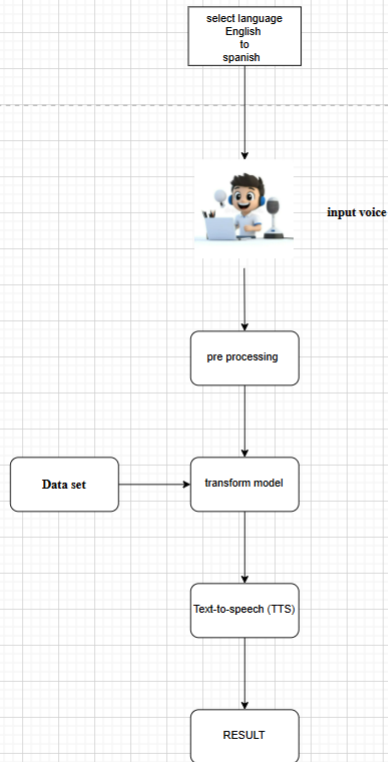 select language
English
to
spanish
input voice
pre processing
Data set
transform model
Text-to-speech (TTS)
RESULT